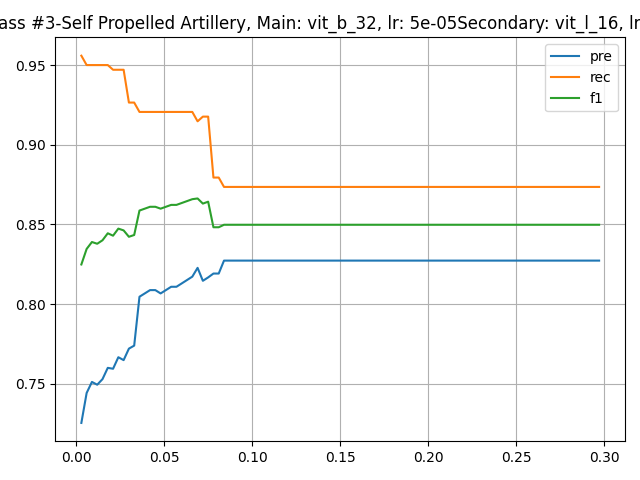 ass #3-Self Propelled Artillery, Main: vit_b_32, lr: 5e-05Secondary: vit_l_16, lr
pre
rec
f1
0.95
0.90
0.85
0.80
0.75
0.00 0.05 0.10 0.15 0.20 0.25 0.30